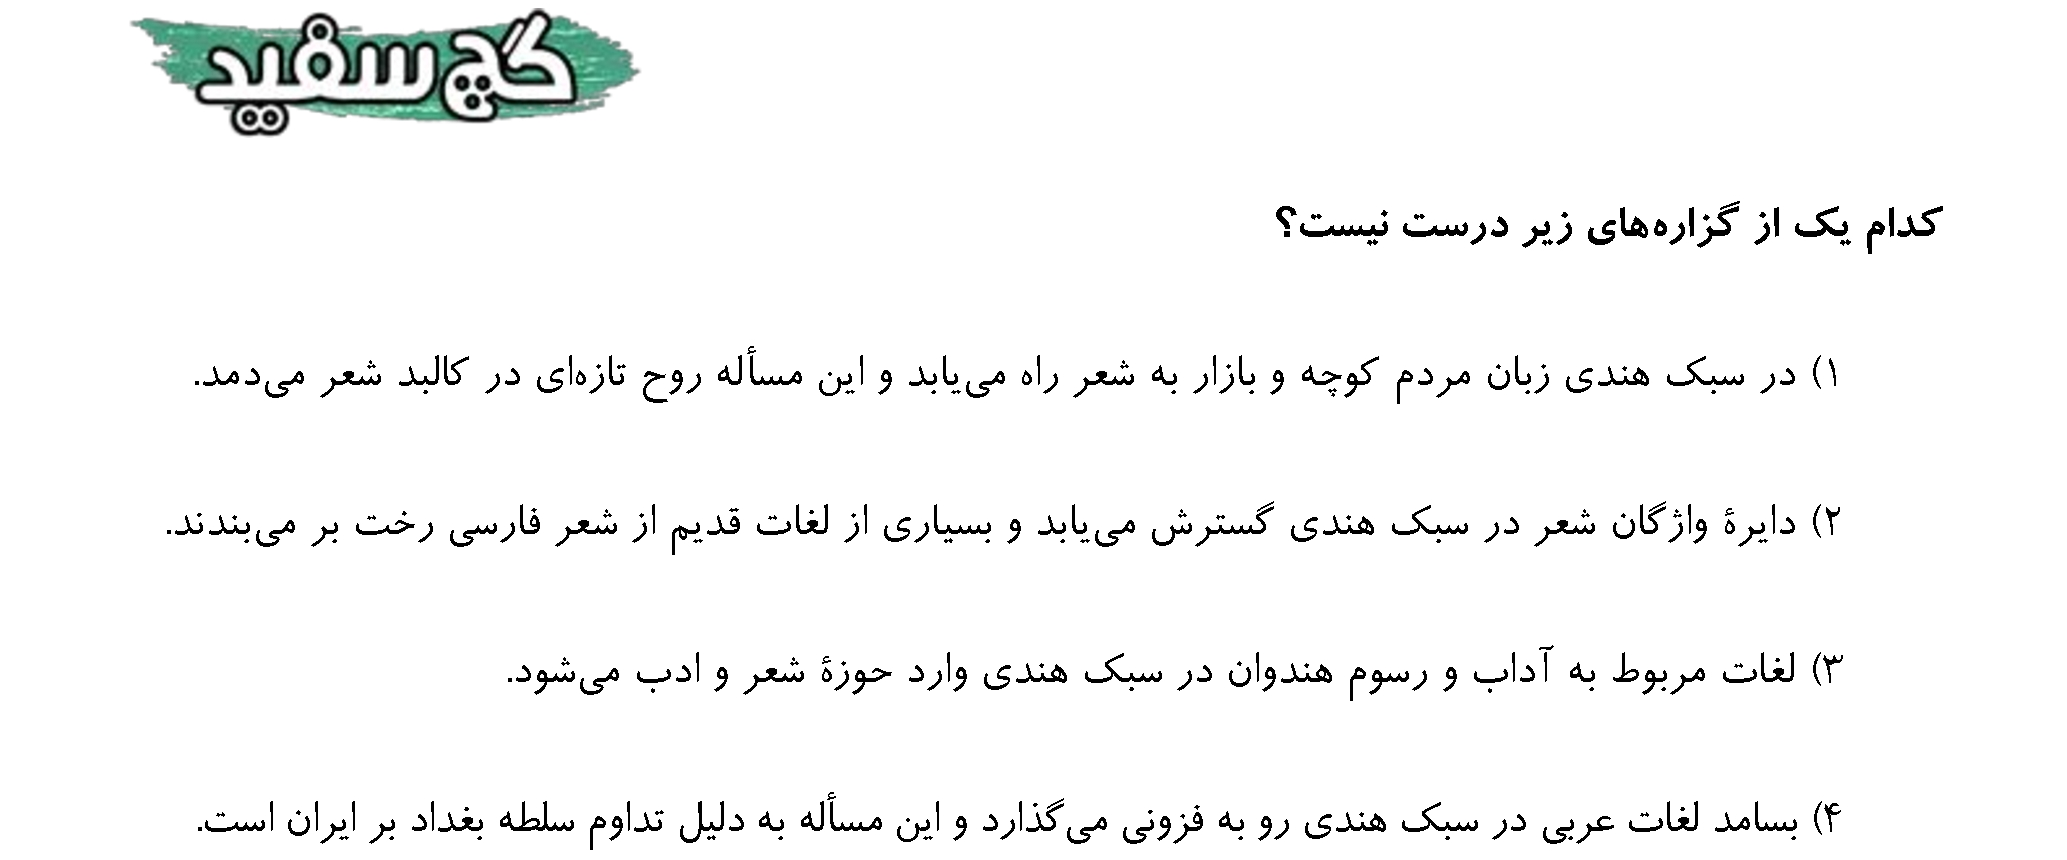 گچ سفید
کدام یک از گزاره‌های زیر درست نیست؟
۱) در سبک هندی زبان مردم کوچه و بازار به شعر راه می‌یابد و این مسأله روح تازه‌ای در کالبد شعر می‌دمد.
۲) دایرهٔ واژگان شعر در سبک هندی گسترش می‌یابد و بسیاری از لغات قدیم از شعر فارسی رخت بر می‌بندند.
۳) لغات مربوط به آداب و رسوم هندوان در سبک هندی وارد حوزهٔ شعر و ادب می‌شود.
۴) بسامد لغات عربی در سبک هندی رو به فزونی می‌گذارد و این مسأله به دلیل تداوم سلطه بغداد بر ایران است.